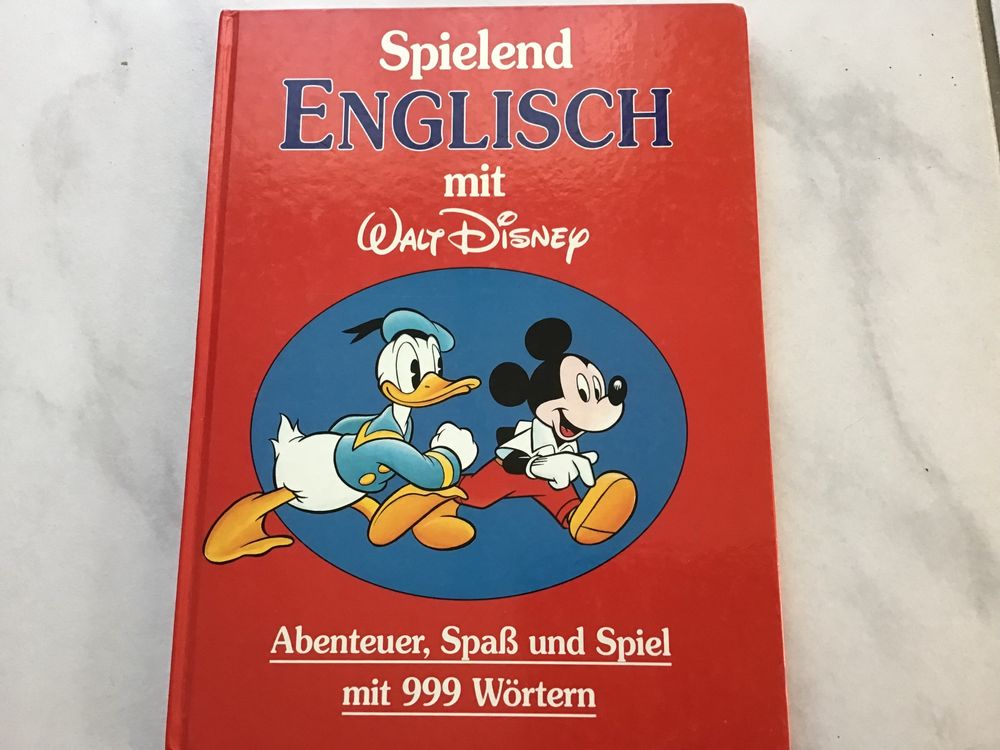 Spielend
ENGLISCH
mit
WALT DISNEY
Abenteuer, Spaß und Spiel
mit 999 Wörtern